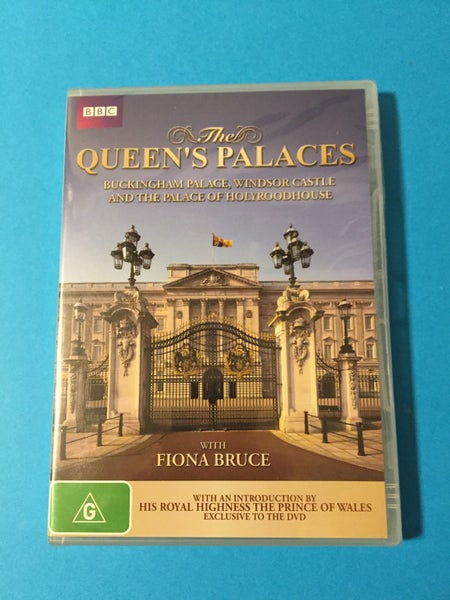 BBC
The
QUEEN'S PALACES
BUCKINGHAM PALACE, WINDSOR CASTLE
AND THE PALACE OF HOLYROODHOUSE
WITH
FIONA BRUCE
G
WITH AN INTRODUCTION BY
HIS ROYAL HIGHNESS THE PRINCE OF WALES
EXCLUSIVE TO THE DVD